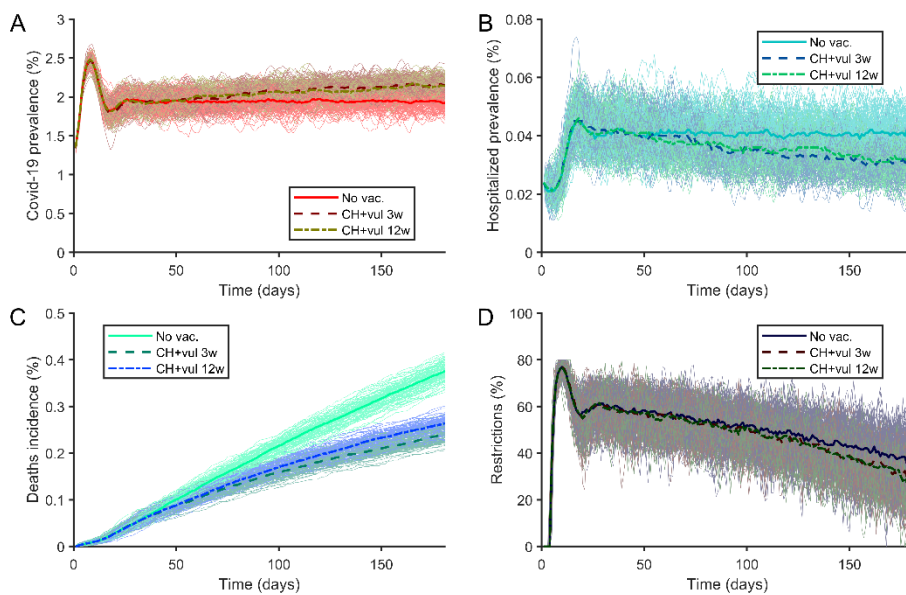 A
3
2.5
2
1.5
1
0.5
0
Covid-19 prevalence (%)
No vac.
CH+vul 3w
CH+vul 12w
0
50
100
150
Time (days)
B
0.08
0.06
0.04
0.02
0
Hospitalized prevalence (%)
No vac.
CH+vul 3w
CH+vul 12w
0
50
100
150
Time (days)
C
0.5
0.4
0.3
0.2
0.1
0
Deaths incidence (%)
No vac.
CH+vul 3w
CH+vul 12w
0
50
100
150
Time (days)
D
100
80
60
40
20
0
Restrictions (%)
No vac.
CH+vul 3w
CH+vul 12w
0
50
100
150
Time (days)